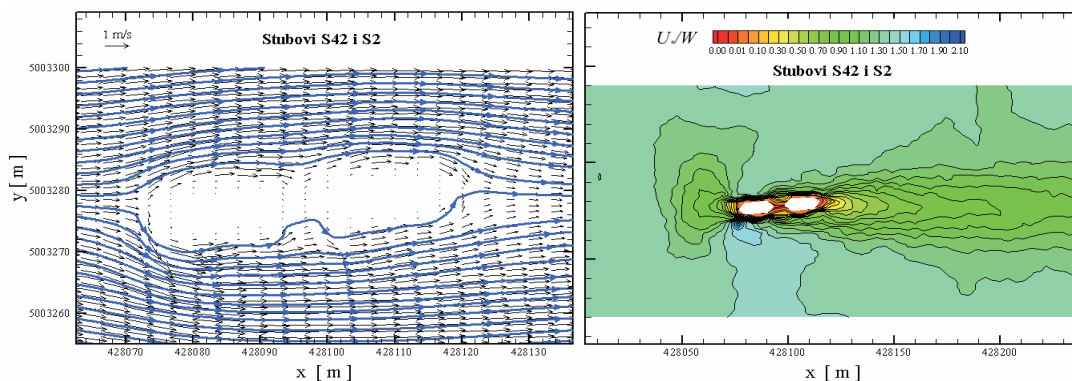 1 m/s
Stubovi S42 i S2
5003300
5003290
5003280
5003270
5003260
y [ m ]
428070 428080 428090 428100 428110 428120 428130
x [ m ]
U./W
0.00 0.01 0.10 0.30 0.50 0.70 0.90 1.10 1.30 1.50 1.70 1.90 2.10
Stubovi S42 i S2
428050 428100 428150 428200
x [ m ]